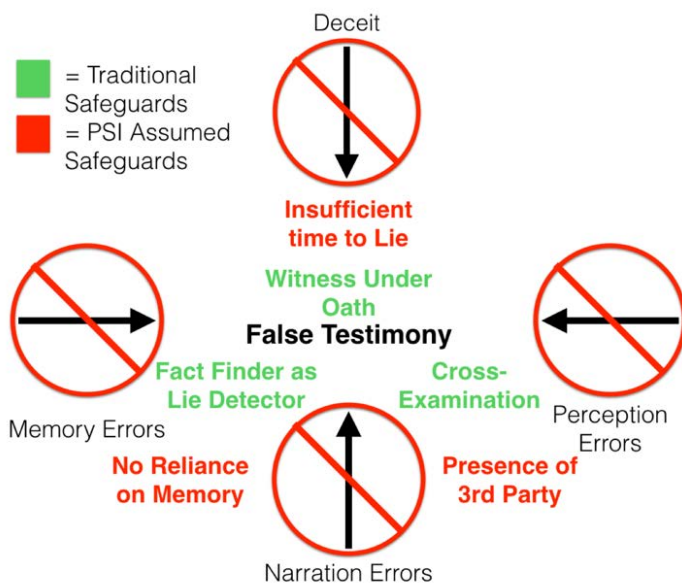 Deceit
= Traditional
Safeguards
= PSI Assumed
Safeguards
Insufficient
time to Lie
Witness Under
Oath
False Testimony
Fact Finder as
Lie Detector
Cross-
Examination
Memory Errors
Perception
Errors
No Reliance
on Memory
Presence of
3rd Party
Narration Errors